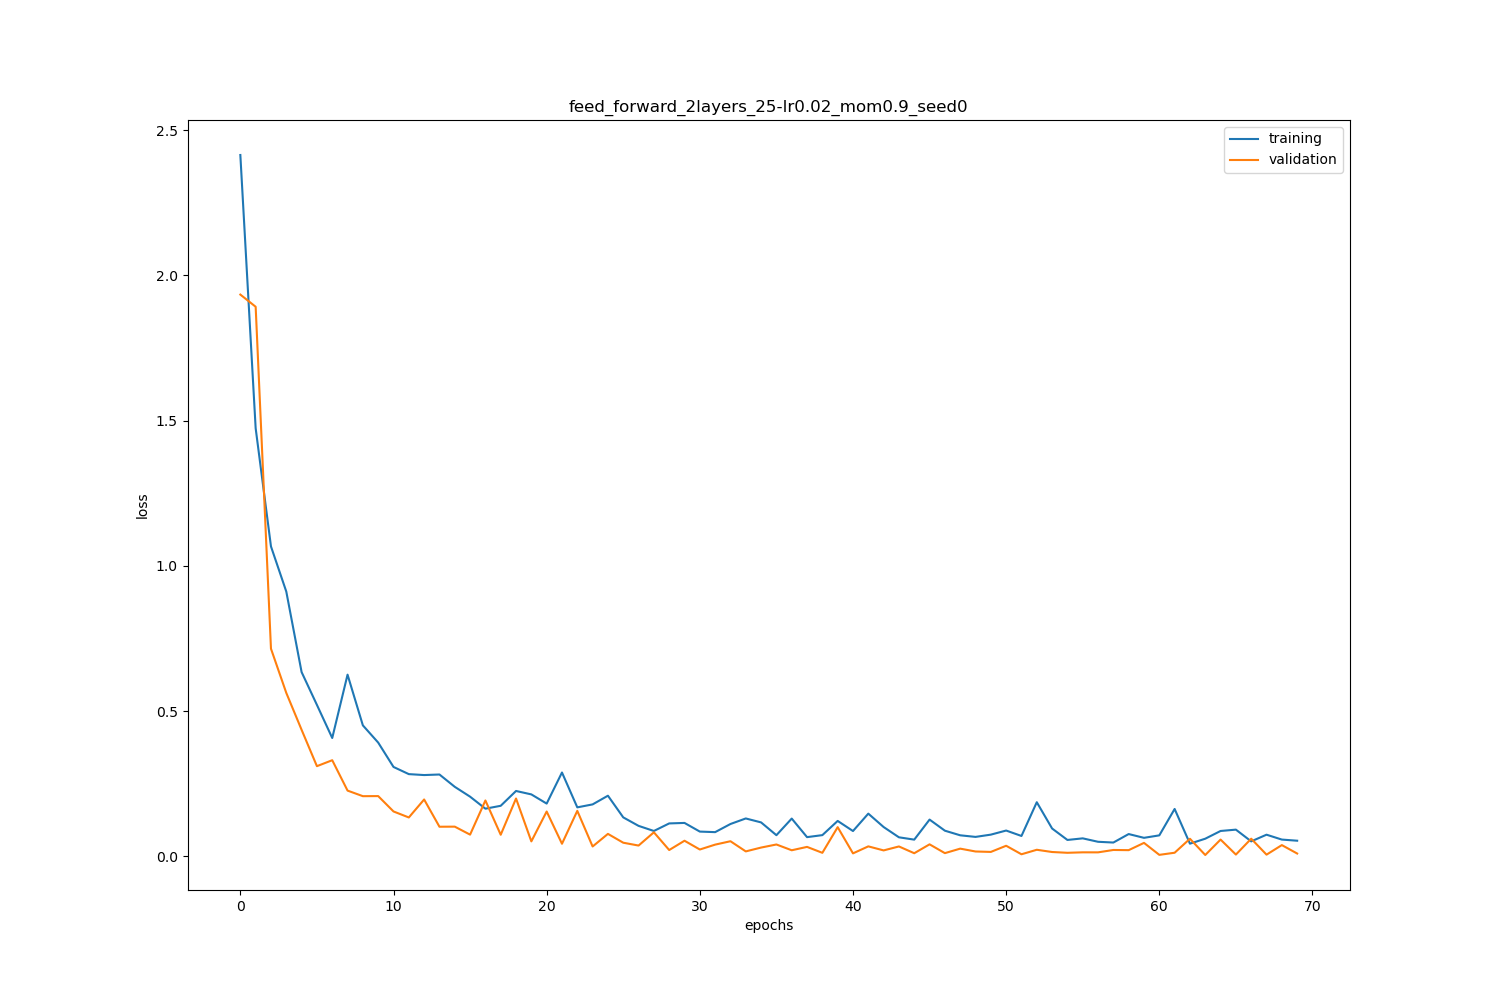 feed_forward_2layers_25-lr0.02_mom0.9_seed0
training
validation
2.5
2.0
1.5
1.0
0.5
0.0
loss
0 10 20 30 40 50 60 70
epochs